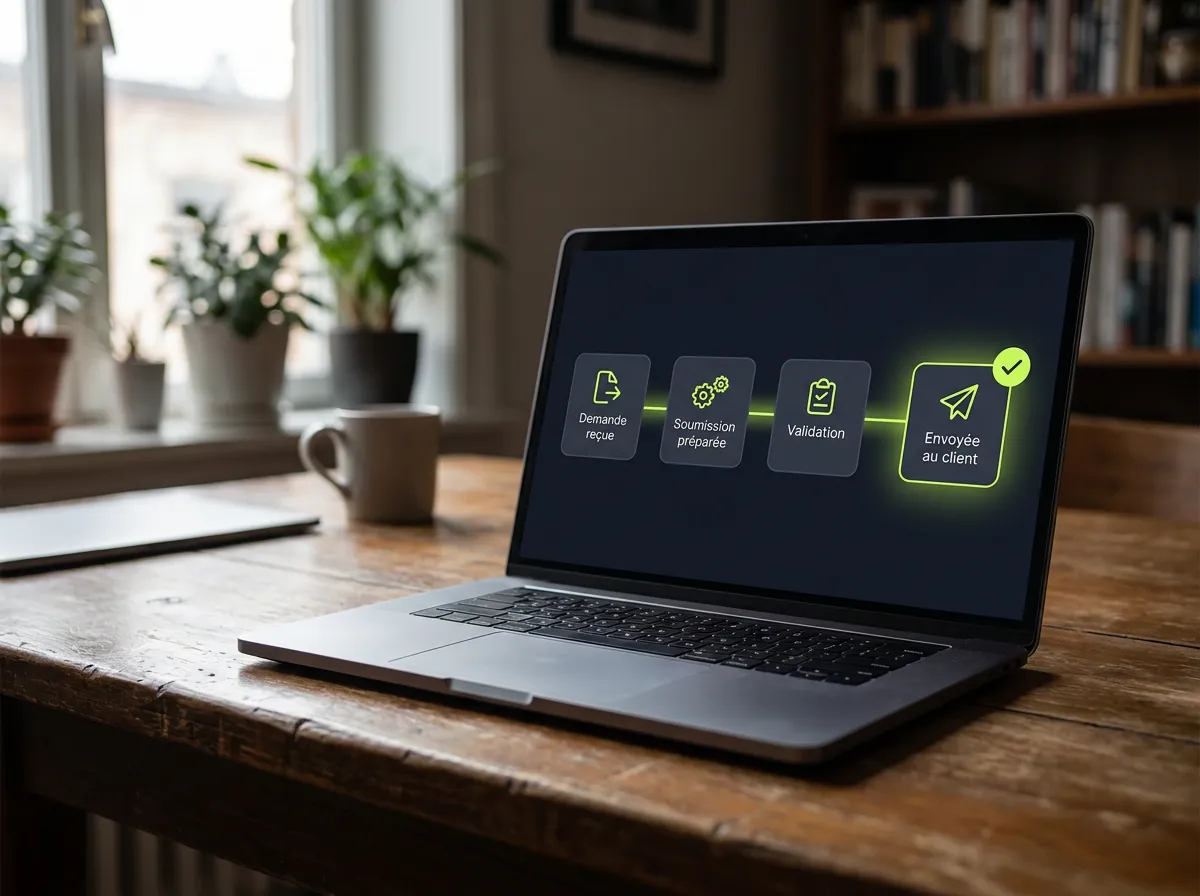 Demande
reçue
Soumission
préparée
Validation
Envoyée
au client